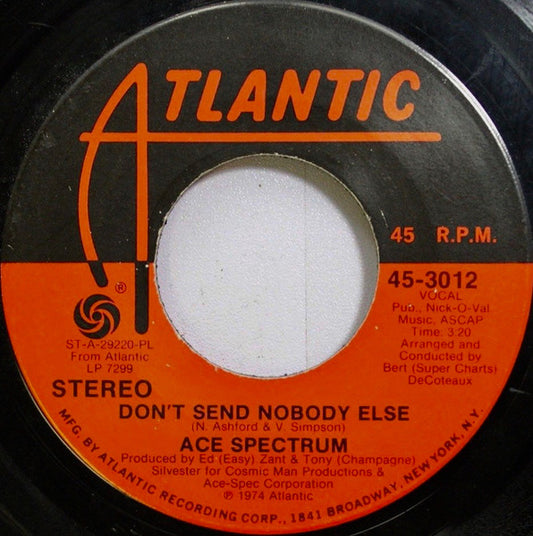 ATLANTIC
45 R.P.M.
®
45-3012
VOCAL
Pub., Nick-O-Val
Music, ASCAP
Time: 3:20
Arranged and
Conducted by
Bert (Super Charts)
DeCoteaux
ST-A-29220-PL
From Atlantic
LP 7299
STEREO
DON'T SEND NOBODY ELSE
(N. Ashford & V. Simpson)
ACE SPECTRUM
Produced by Ed (Easy) Zant & Tony (Champagne)
Silvester for Cosmic Man Productions &
Ace-Spec Corporation
℗ 1974 Atlantic
MFG. BY ATLANTIC RECORDING CORP., 1841 BROADWAY, NEW YORK, N.Y.